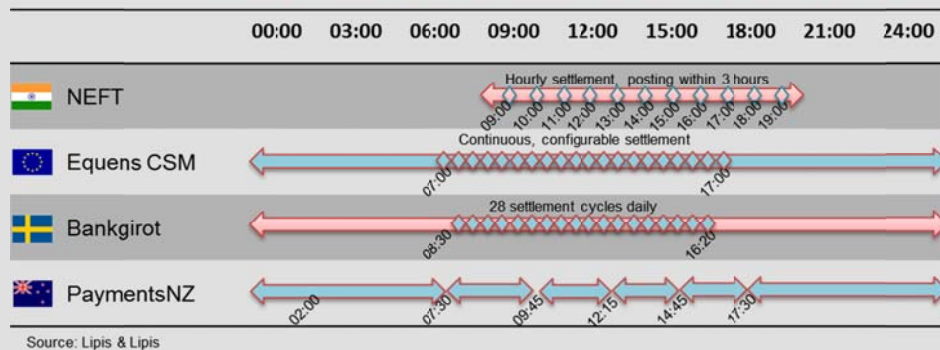 00:00 03:00 06:00 09:00 12:00 15:00 18:00 21:00 24:00
Hourly settlement, posting within 3 hours
NEFT
09:00 10:00 11:00 12:00 13:00 14:00 15:00 16:00 17:00 18:00 19:00
Continuous, configurable settlement
Equens CSM
07:00 17:00
28 settlement cycles daily
Bankgirot
08:30 16:20
PaymentsNZ
02:00 07:30 09:45 12:15 14:45 17:30
Source: Lipis & Lipis